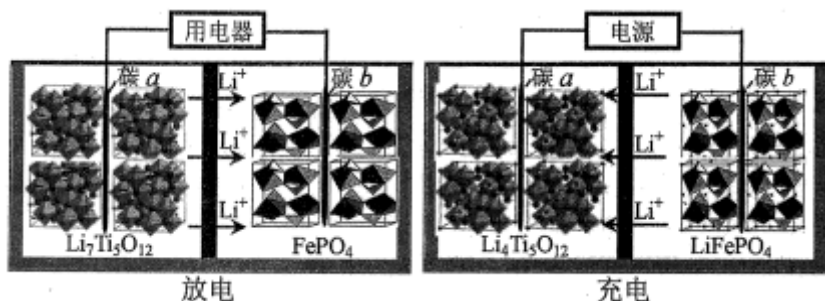 用电器
碳 a
碳 b
Li⁺
Li⁺
Li⁺
Li₇Ti₅O₁₂
FePO₄
放电
电源
碳 a
碳 b
Li⁺
Li⁺
Li⁺
Li₄Ti₅O₁₂
LiFePO₄
充电